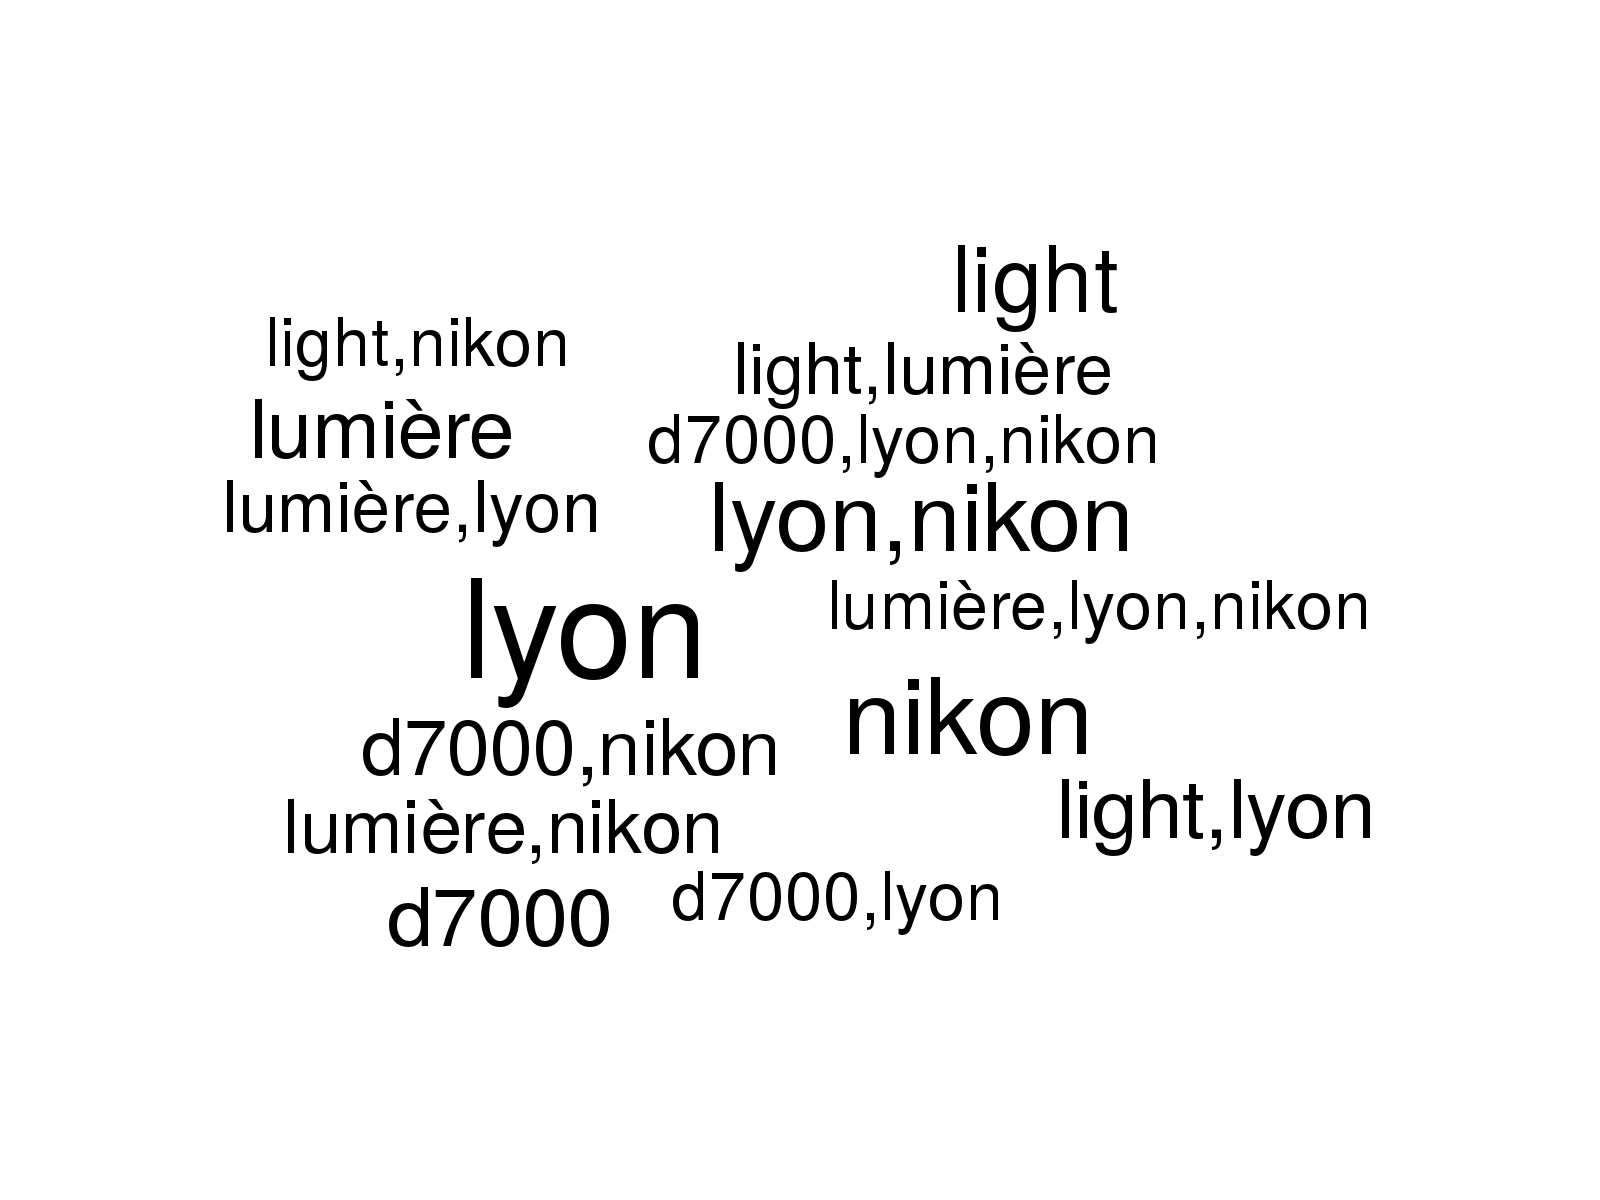 light
light,nikon
light,lumière
lumière
d7000,lyon,nikon
lumière,lyon
lyon,nikon
lumière,lyon,nikon
lyon
nikon
d7000,nikon
light,lyon
lumière,nikon
d7000,lyon
d7000